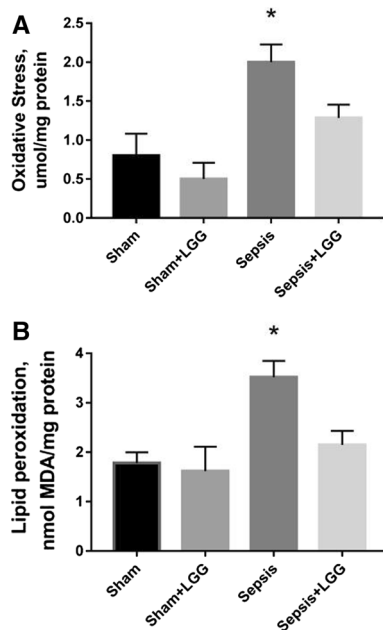 A
*
Oxidative Stress,
umol/mg protein
2.5
2.0
1.5
1.0
0.5
0.0
Sham
Sham+LGG
Sepsis
Sepsis+LGG
B
*
Lipid peroxidation,
nmol MDA/mg protein
4
3
2
1
0
Sham
Sham+LGG
Sepsis
Sepsis+LGG